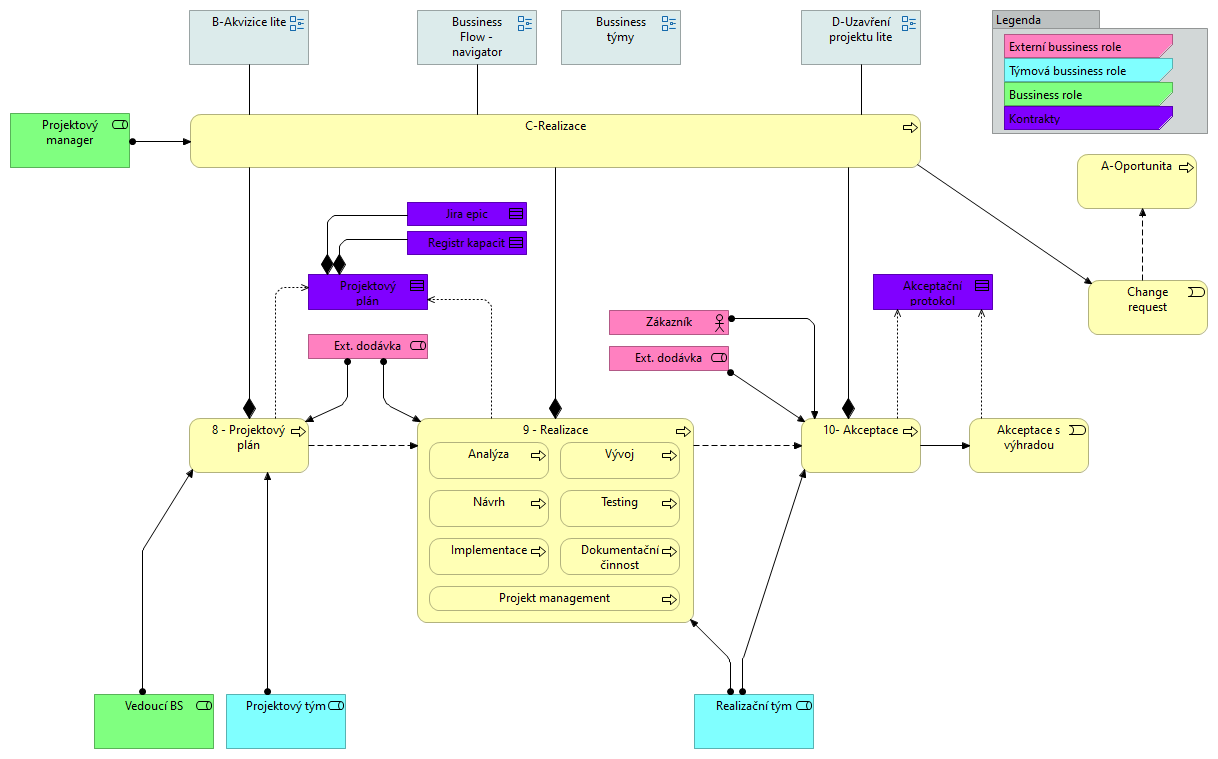 B-Akvizice lite
Bussiness
Flow -
navigator
Bussiness
týmy
D-Uzavření
projektu lite
Legenda
Externí bussiness role
Týmová bussiness role
Bussiness role
Kontrakty
Projektový
manager
C-Realizace
A-Oportunita
Jira epic
Registr kapacit
Projektový
plán
Akceptační
protokol
Change
request
Zákazník
Ext. dodávka
Ext. dodávka
8 - Projektový
plán
9 - Realizace
10- Akceptace
Akceptace s
výhradou
Analýza
Vývoj
Návrh
Testing
Implementace
Dokumentační
činnost
Projekt management
Vedoucí BS
Projektový tým
Realizační tým